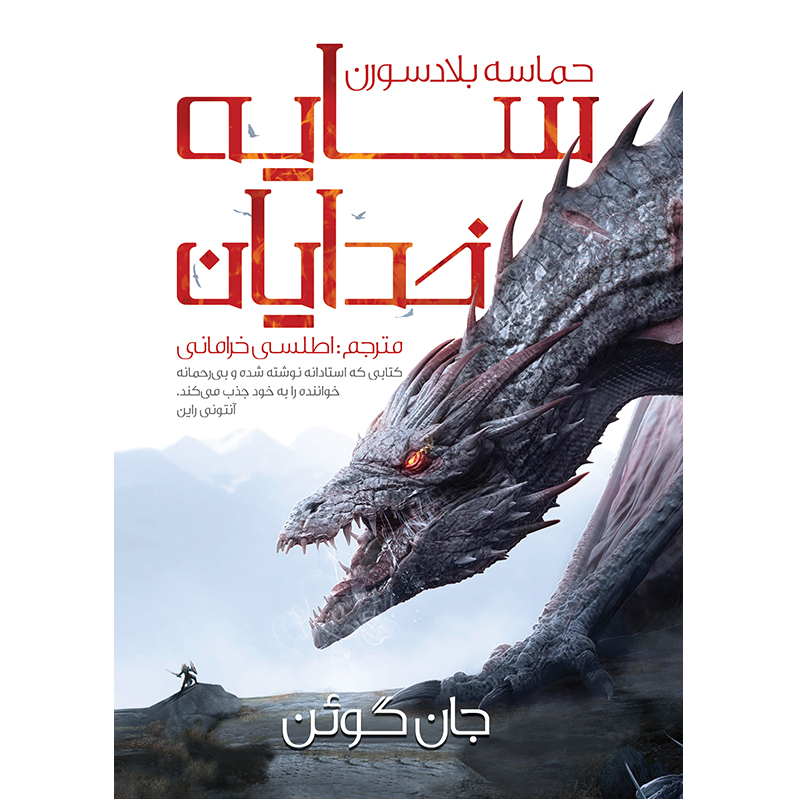 حماسه بلادسورن
سایه
خدایان
مترجم: اطلسی خرامانی
کتابی که استادانه نوشته شده و بی‌رحمانه
خواننده را به خود جذب می‌کند.
آنتونی راین
جان گوئن